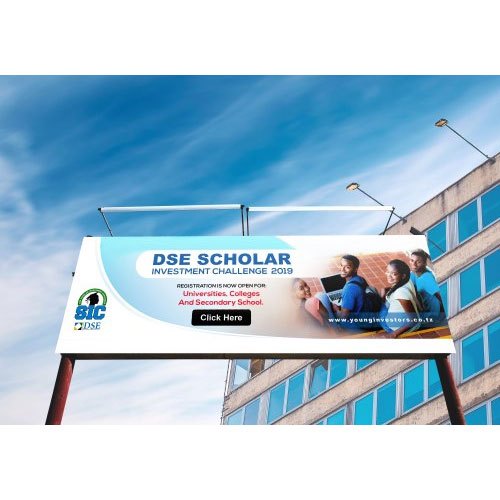 DSE SCHOLAR
INVESTMENT CHALLENGE 2019
REGISTRATION IS NOW OPEN FOR:
Universities, Colleges
And Secondary School.
Click Here
SIC
DSE
www.younginvestors.co.tz